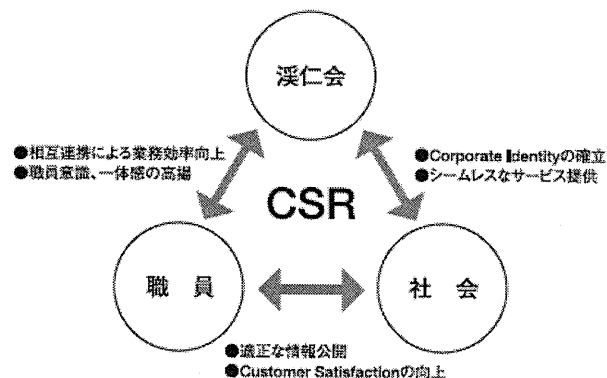 渓仁会
●相互連携による業務効率向上
●職員意識、一体感の高揚
●Corporate Identityの確立
●シームレスなサービス提供
CSR
職 員
社 会
●適正な情報公開
●Customer Satisfactionの向上